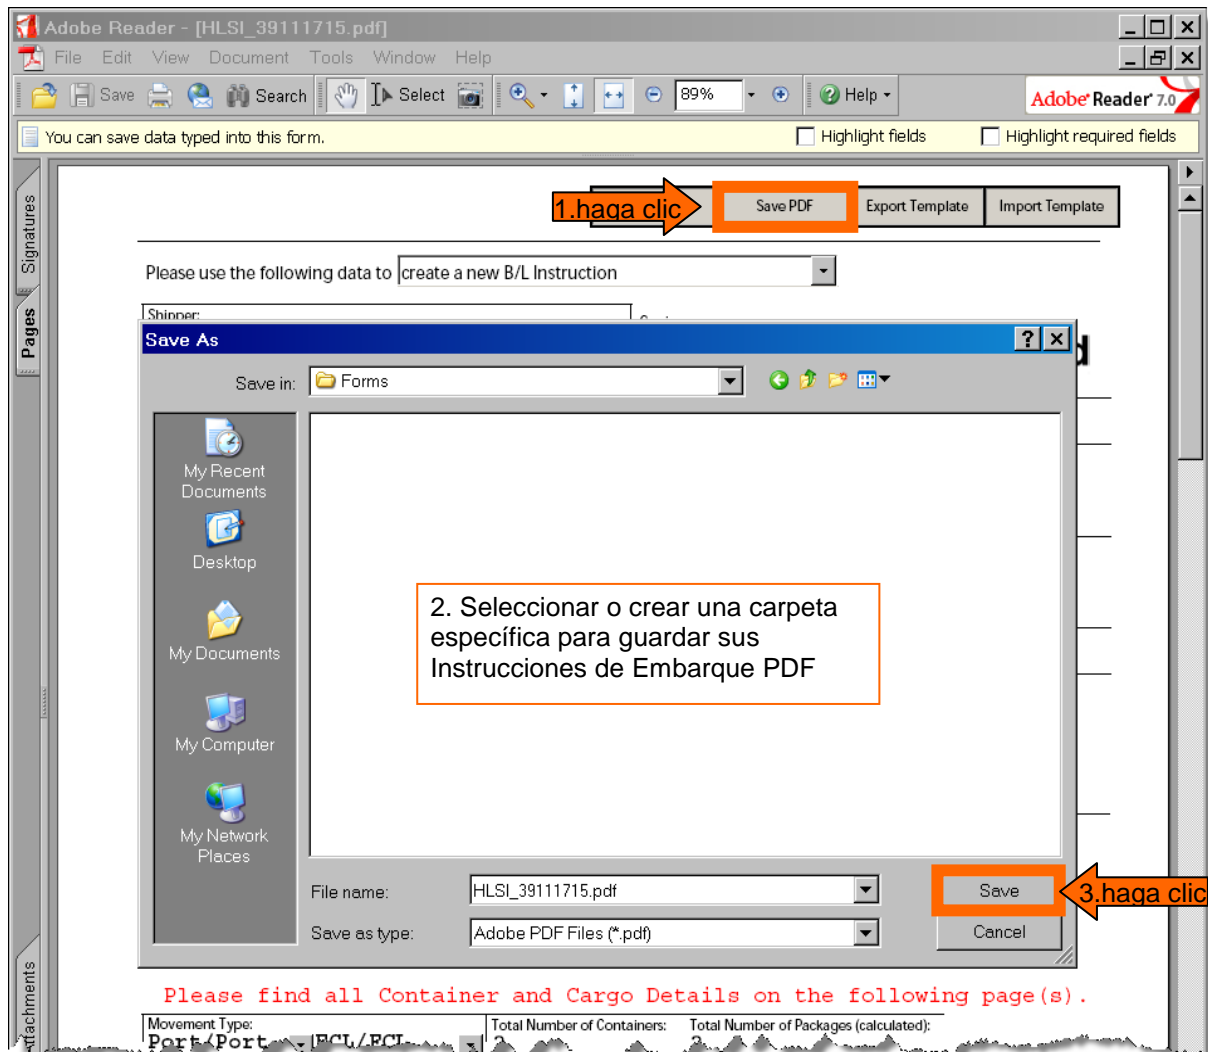 Adobe Reader - [HLSI_39111715.pdf]
File Edit View Document Tools Window Help
Save Search Select 89% Help Adobe Reader 7.0
You can save data typed into this form. Highlight fields Highlight required fields
Signatures
Pages
Attachments
1.haga clic Save PDF Export Template Import Template
Please use the following data to create a new B/L Instruction
Shipper:
Save As
Save in: Forms
My Recent
Documents
Desktop
My Documents
My Computer
My Network
Places
2. Seleccionar o crear una carpeta
específica para guardar sus
Instrucciones de Embarque PDF
File name: HLSI_39111715.pdf Save 3.haga clic
Save as type: Adobe PDF Files (*.pdf) Cancel
Please find all Container and Cargo Details on the following page(s).
Movement Type: Total Number of Containers: Total Number of Packages (calculated):
Port/Port FCL/FCL